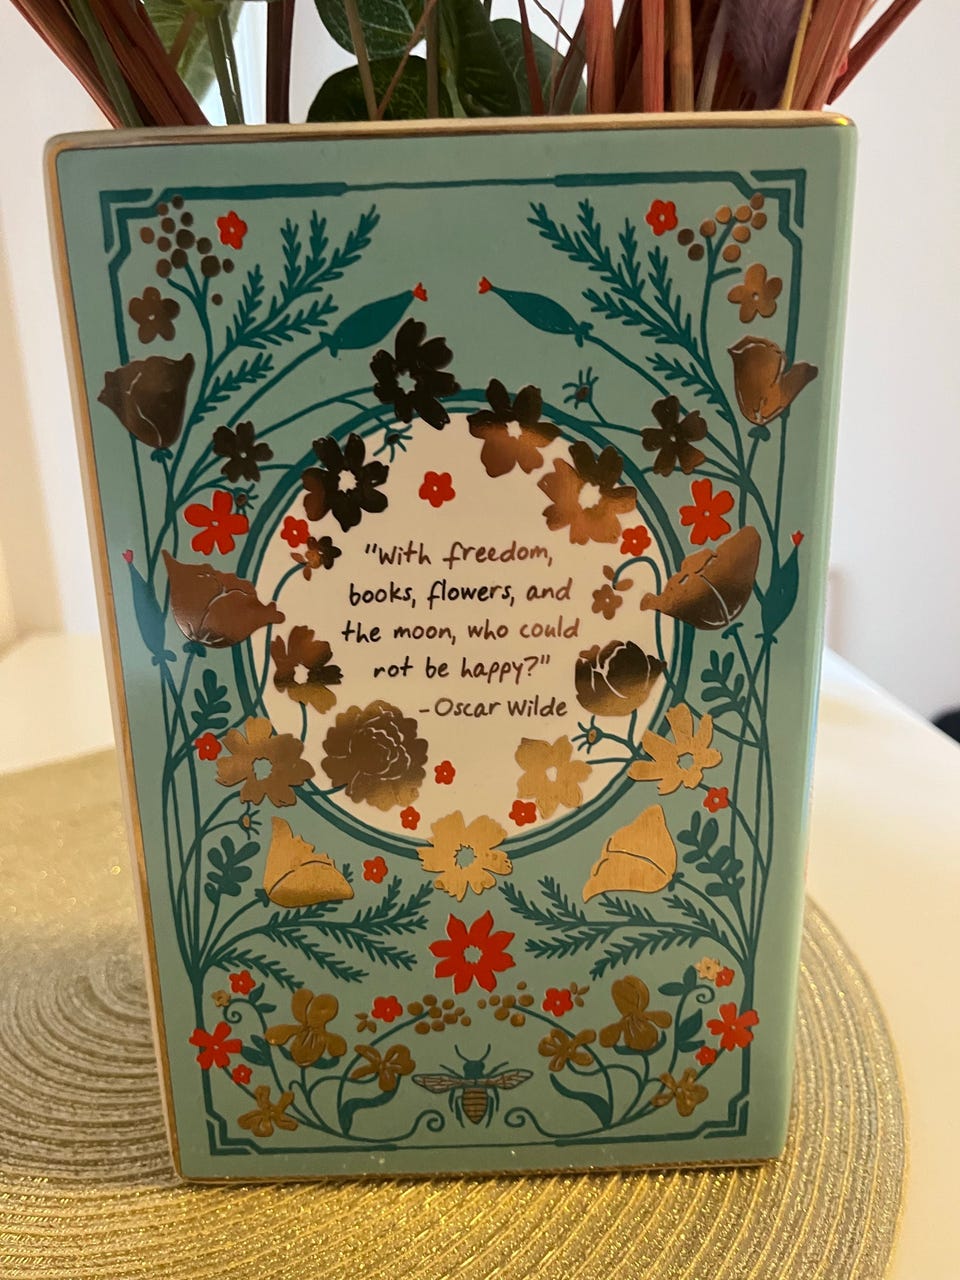 "With freedom,
books, flowers, and
the moon, who could
not be happy?"
-Oscar Wilde